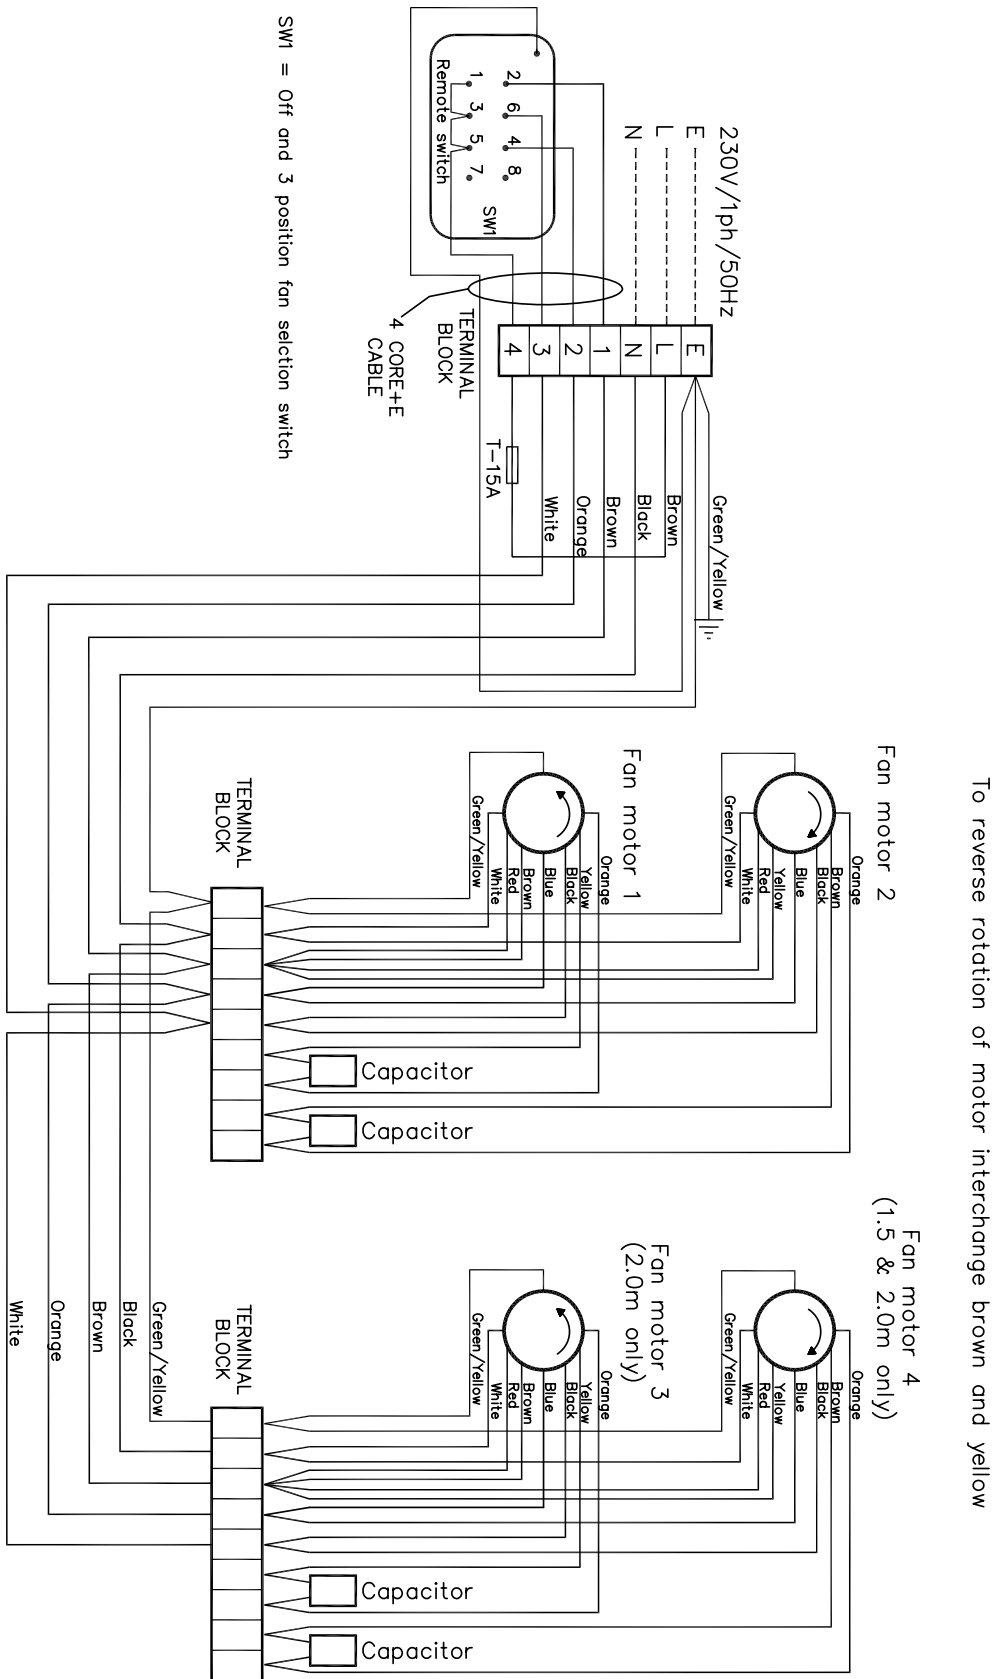 To reverse rotation of motor interchange brown and yellow
230V/1ph/50Hz
E
L
N
2
6
4
8
1
3
5
7
SW1
Remote switch
SW1 = Off and 3 position fan selction switch
E
L
N
1
2
3
4
TERMINAL
BLOCK
4 CORE+E
CABLE
T-15A
Green/Yellow
Brown
Black
Brown
Orange
White
Fan motor 2
Orange
Brown
Black
Blue
Yellow
Red
White
Green/Yellow
Fan motor 1
Orange
Yellow
Black
Blue
Brown
Red
White
Green/Yellow
TERMINAL
BLOCK
Capacitor
Capacitor
Fan motor 4
(1.5 & 2.0m only)
Orange
Brown
Black
Blue
Yellow
Red
White
Green/Yellow
Fan motor 3
(2.0m only)
Orange
Yellow
Black
Blue
Brown
Red
White
Green/Yellow
TERMINAL
BLOCK
Green/Yellow
Black
Brown
Orange
White
Capacitor
Capacitor